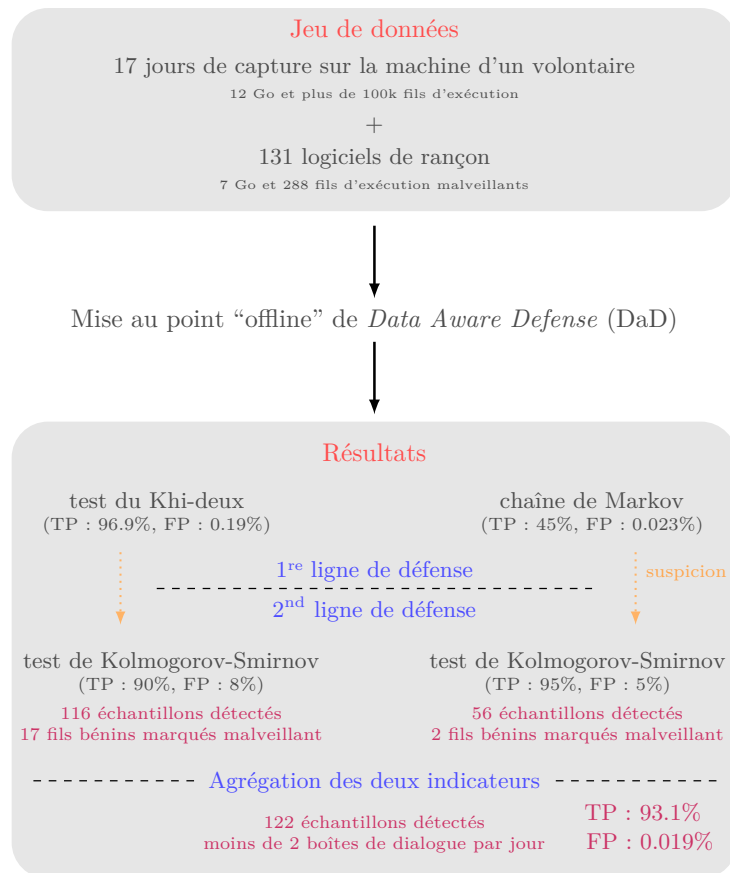 Jeu de données
17 jours de capture sur la machine d'un volontaire
12 Go et plus de 100k fils d'exécution
+
131 logiciels de rançon
7 Go et 288 fils d'exécution malveillants
Mise au point “offline” de Data Aware Defense (DaD)
Résultats
test du Khi-deux
(TP : 96.9%, FP : 0.19%)
chaîne de Markov
(TP : 45%, FP : 0.023%)
suspicion
1re ligne de défense
2nd ligne de défense
test de Kolmogorov-Smirnov
(TP : 90%, FP : 8%)
116 échantillons détectés
17 fils bénins marqués malveillant
test de Kolmogorov-Smirnov
(TP : 95%, FP : 5%)
56 échantillons détectés
2 fils bénins marqués malveillant
Agrégation des deux indicateurs
122 échantillons détectés
moins de 2 boîtes de dialogue par jour
TP : 93.1%
FP : 0.019%